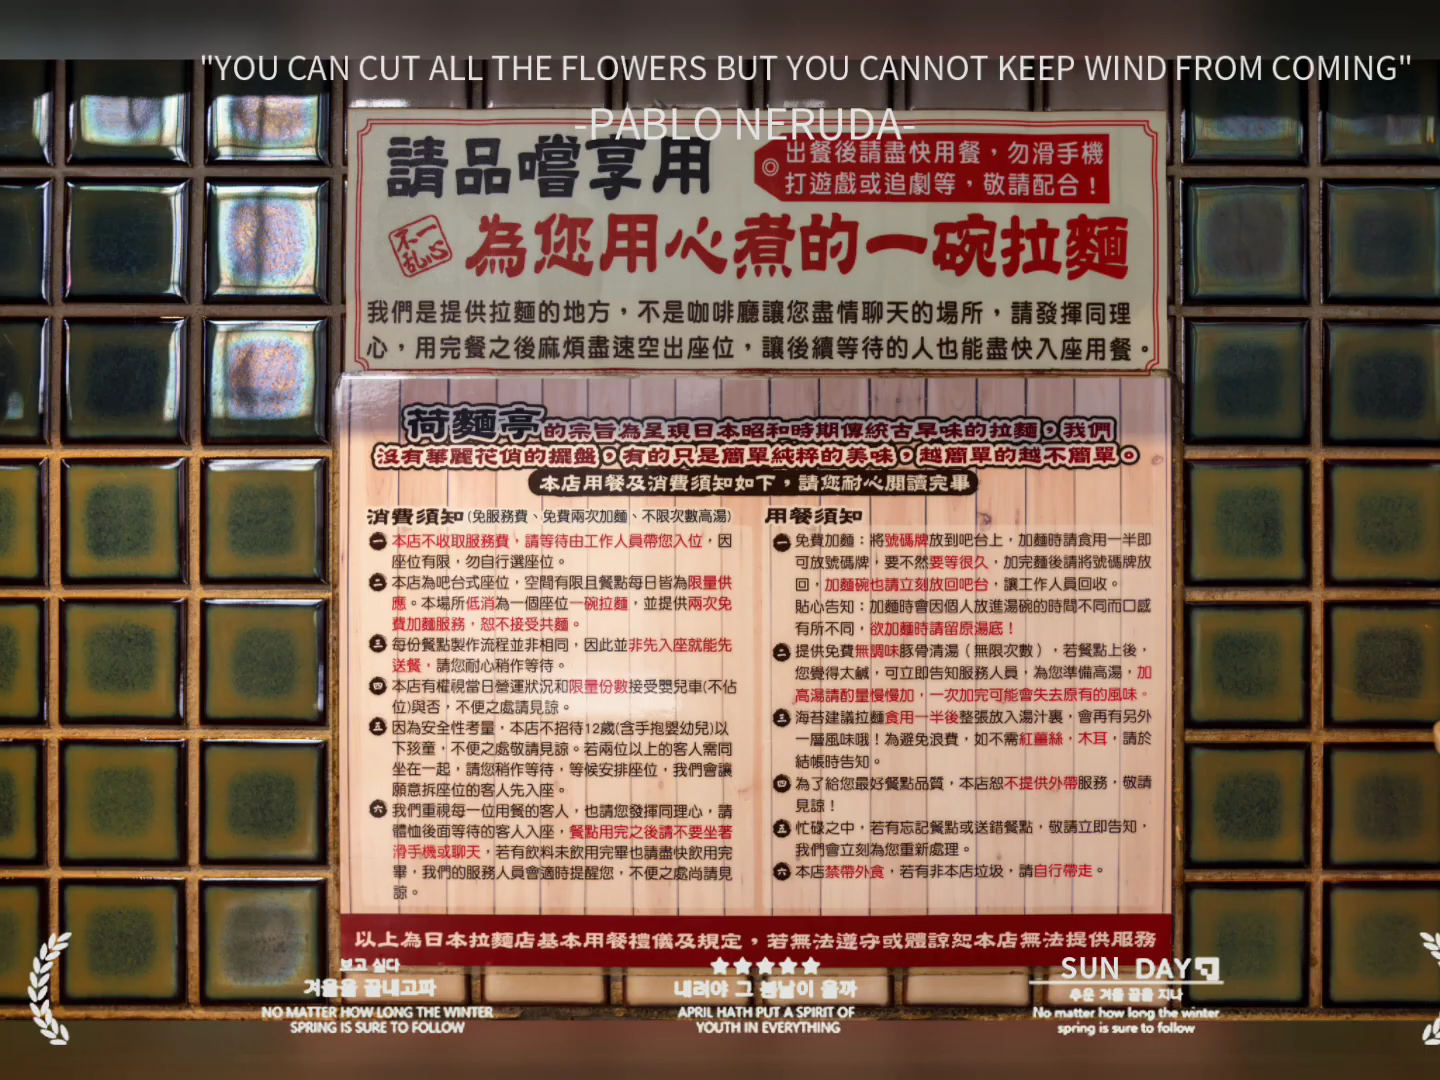 "YOU CAN CUT ALL THE FLOWERS BUT YOU CANNOT KEEP WIND FROM COMING"
-PABLO NERUDA-
請品嚐享用
出餐後請盡快用餐，勿滑手機
打遊戲或追劇等，敬請配合！
不一乱心
為您用心煮的一碗拉麵
我們是提供拉麵的地方，不是咖啡廳讓您盡情聊天的場所，請發揮同理
心，用完餐之後麻煩盡速空出座位，讓後續等待的人也能盡快入座用餐。
荷麵亭的宗旨為呈現日本昭和時期傳統古早味的拉麵，我們
沒有華麗花俏的擺盤，有的只是簡單純粹的美味，越簡單的越不簡單。
本店用餐及消費須知如下，請您耐心閱讀完畢
消費須知(免服務費、免費兩次加麵、不限次數高湯)
一 本店不收取服務費，請等待由工作人員帶您入位，因
座位有限，勿自行選座位。
二 本店為吧台式座位，空間有限且餐點每日皆為限量供
應。本場所低消為一個座位一碗拉麵，並提供兩次免
費加麵服務，恕不接受共麵。
三 每份餐點製作流程並非相同，因此並非先入座就能先
送餐，請您耐心稍作等待。
四 本店有權視當日營運狀況和限量份數接受嬰兒車(不佔
位)與否，不便之處請見諒。
五 因為安全性考量，本店不招待12歲(含手抱嬰幼兒)以
下孩童，不便之處敬請見諒。若兩位以上的客人需同
坐在一起，請您稍作等待，等候安排座位，我們會讓
願意拆座位的客人先入座。
六 我們重視每一位用餐的客人，也請您發揮同理心，請
體恤後面等待的客人入座，餐點用完之後請不要坐著
滑手機或聊天，若有飲料未飲用完畢也請盡快飲用完
畢，我們的服務人員會適時提醒您，不便之處尚請見
諒。
用餐須知
一 免費加麵：將號碼牌放到吧台上，加麵時請食用一半即
可放號碼牌，要不然要等很久，加完麵後請將號碼牌放
回，加麵碗也請立刻放回吧台，讓工作人員回收。
貼心告知：加麵時會因個人放進湯碗的時間不同而口感
有所不同，欲加麵時請留原湯底！
二 提供免費無調味豚骨清湯（無限次數），若餐點上後，
您覺得太鹹，可立即告知服務人員，為您準備高湯，加
高湯請酌量慢慢加，一次加完可能會失去原有的風味。
三 海苔建議拉麵食用一半後整張放入湯汁裏，會再有另外
一層風味哦！為避免浪費，如不需紅薑絲，木耳，請於
結帳時告知。
四 為了給您最好餐點品質，本店恕不提供外帶服務，敬請
見諒！
五 忙碌之中，若有忘記餐點或送錯餐點，敬請立即告知，
我們會立刻為您重新處理。
六 本店禁帶外食，若有非本店垃圾，請自行帶走。
以上為日本拉麵店基本用餐禮儀及規定，若無法遵守或體諒恕本店無法提供服務
보고 싶다
겨울을 끝내고파
NO MATTER HOW LONG THE WINTER
SPRING IS SURE TO FOLLOW
내려야 그 봄날이 올까
APRIL HATH PUT A SPIRIT OF
YOUTH IN EVERYTHING
SUN DAY
추운 겨울 끝을 지나
No matter how long the winter
spring is sure to follow